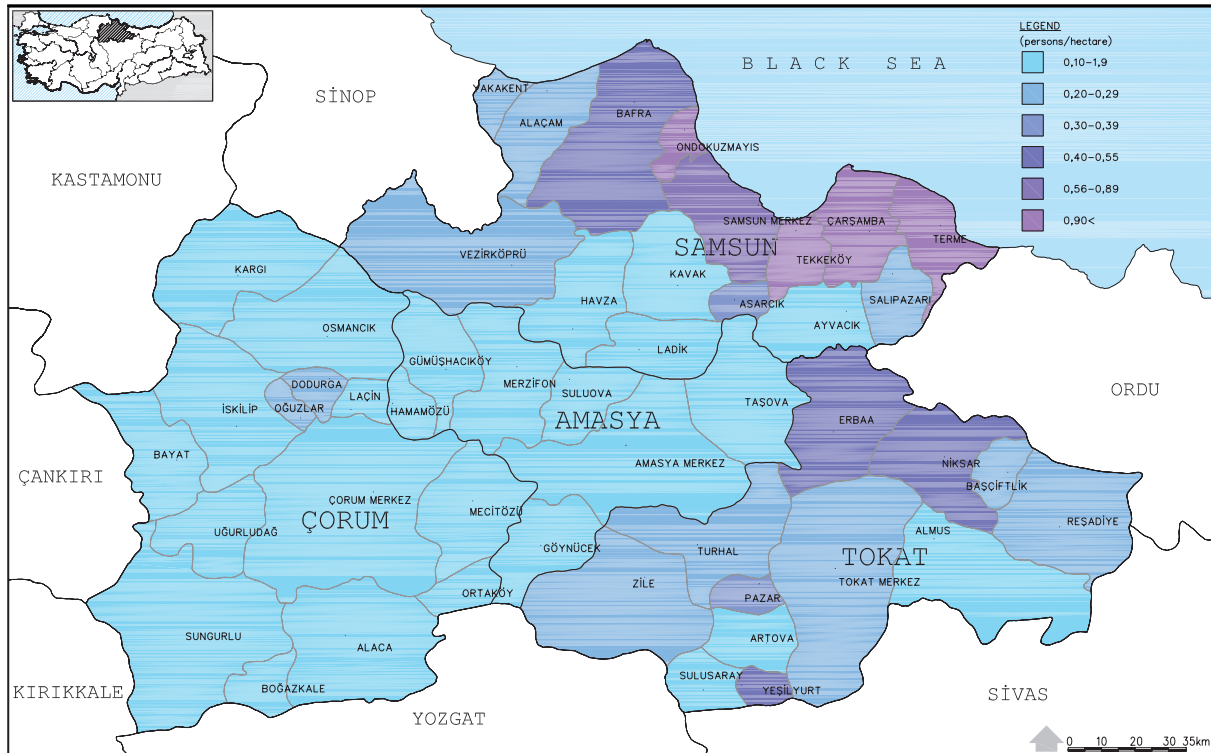 LEGEND
(persons/hectare)
0,10-1,9
0,20-0,29
0,30-0,39
0,40-0,55
0,56-0,89
0,90<
BLACK SEA
SİNOP
KASTAMONU
YAKAKENT
ALAÇAM
BAFRA
ONDOKUZMAYIS
SAMSUN MERKEZ
ÇARŞAMBA
TERME
SAMSUN
TEKKEKÖY
VEZİRKÖPRÜ
KARGI
KAVAK
HAVZA
ASARCIK
SALIPAZARI
AYVACIK
OSMANCIK
LADİK
GÜMÜŞHACIKÖY
ORDU
DODURGA
MERZİFON
SULUOVA
LAÇİN
OĞUZLAR
İSKİLİP
HAMAMÖZÜ
TAŞOVA
AMASYA
ERBAA
BAYAT
AMASYA MERKEZ
NİKSAR
ÇANKIRI
BAŞÇİFTLİK
ÇORUM MERKEZ
MECİTÖZÜ
ÇORUM
REŞADİYE
UĞURLUDAĞ
ALMUS
GÖYNÜCEK
TURHAL
TOKAT
ZİLE
TOKAT MERKEZ
ORTAKÖY
PAZAR
SUNGURLU
ALACA
ARTOVA
SULUSARAY
BOĞAZKALE
YEŞİLYURT
KIRIKKALE
SİVAS
YOZGAT
0 10 20 30 35km